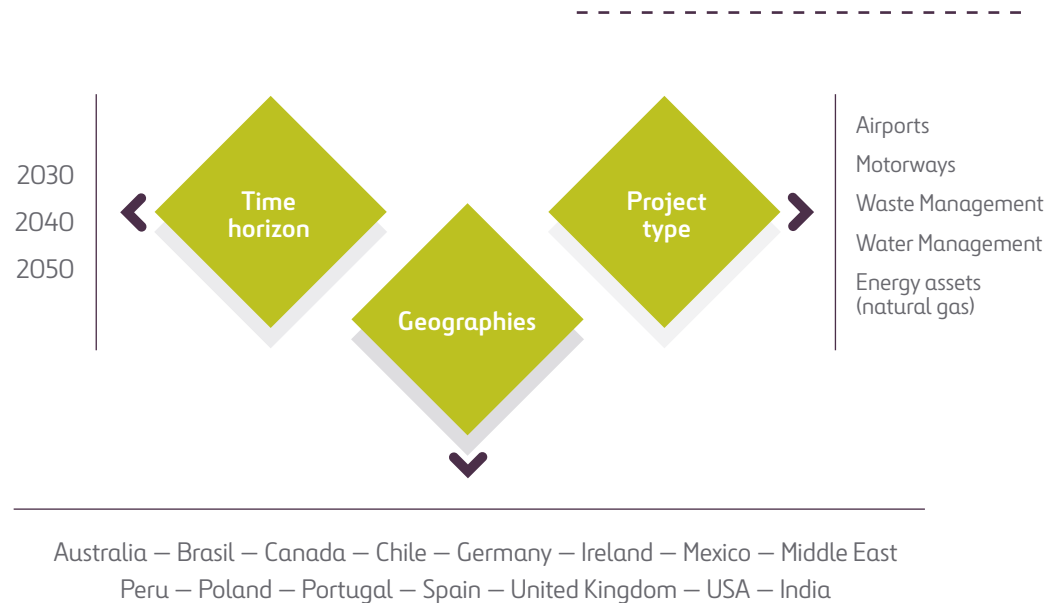 2030
2040
2050
Time
horizon
Geographies
Project
type
Airports
Motorways
Waste Management
Water Management
Energy assets
(natural gas)
Australia — Brasil — Canada — Chile — Germany — Ireland — Mexico — Middle East
Peru — Poland — Portugal — Spain — United Kingdom — USA — India